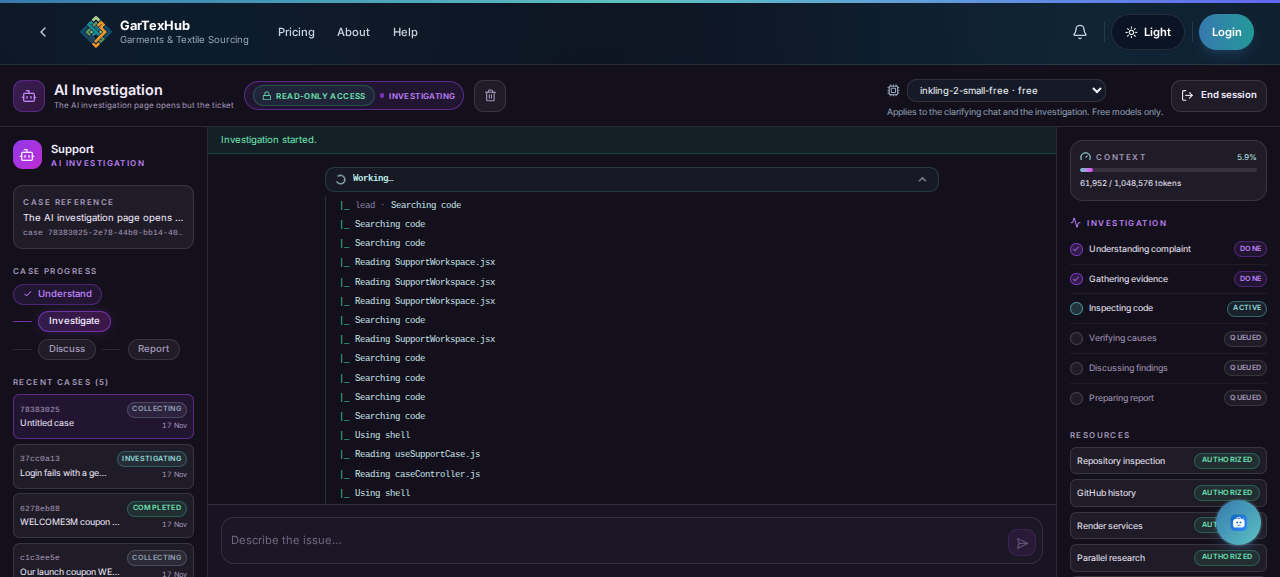 GarTexHub
Garments & Textile Sourcing
Pricing
About
Help
Light
Login
AI Investigation
The AI investigation page opens but the ticket
READ-ONLY ACCESS
INVESTIGATING
inkling-2-small-free · free
Applies to the clarifying chat and the investigation. Free models only.
End session
Support
AI INVESTIGATION
CASE REFERENCE
The AI investigation page opens ...
case 78383025-2e78-44b0-bb14-40…
CASE PROGRESS
Understand
Investigate
Discuss
Report
RECENT CASES (5)
78383025
COLLECTING
Untitled case
17 Nov
37cc0a13
INVESTIGATING
Login fails with a ge...
17 Nov
6278eb88
COMPLETED
WELCOME3M coupon ...
17 Nov
c1c3ee5e
COLLECTING
Our launch coupon WE...
17 Nov
Investigation started.
Working…
|_ lead · Searching code
|_ Searching code
|_ Searching code
|_ Reading SupportWorkspace.jsx
|_ Reading SupportWorkspace.jsx
|_ Reading SupportWorkspace.jsx
|_ Searching code
|_ Reading SupportWorkspace.jsx
|_ Searching code
|_ Searching code
|_ Searching code
|_ Searching code
|_ Using shell
|_ Reading useSupportCase.js
|_ Reading caseController.js
|_ Using shell
Describe the issue...
CONTEXT
5.9%
61,952 / 1,048,576 tokens
INVESTIGATION
Understanding complaint
DONE
Gathering evidence
DONE
Inspecting code
ACTIVE
Verifying causes
QUEUED
Discussing findings
QUEUED
Preparing report
QUEUED
RESOURCES
Repository inspection
AUTHORIZED
GitHub history
AUTHORIZED
Render services
Parallel research
AUTHORIZED